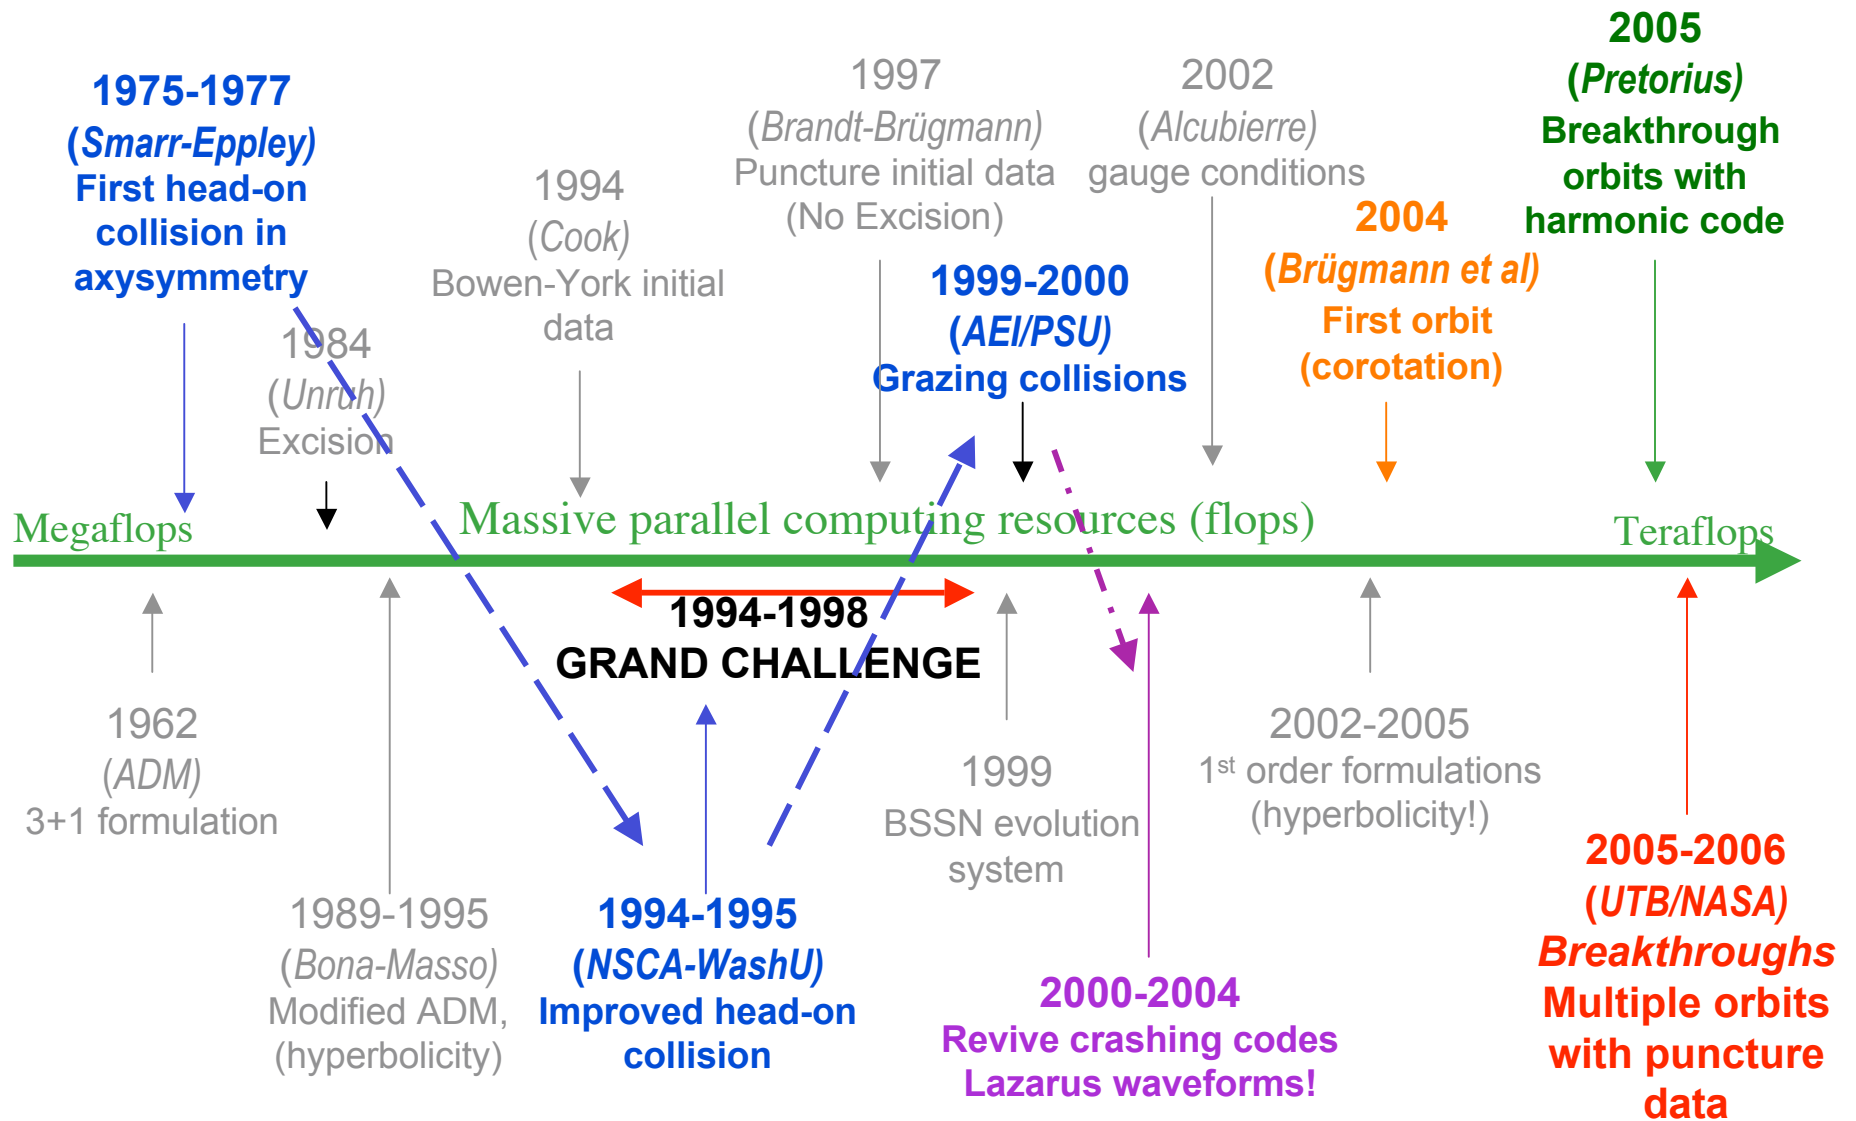 1975-1977
(Smarr-Eppley)
First head-on
collision in
axysymmetry
1984
(Unruh)
Excision
1994
(Cook)
Bowen-York initial
data
1997
(Brandt-Brügmann)
Puncture initial data
(No Excision)
1999-2000
(AEI/PSU)
Grazing collisions
2002
(Alcubierre)
gauge conditions
2004
(Brügmann et al)
First orbit
(corotation)
2005
(Pretorius)
Breakthrough
orbits with
harmonic code
Megaflops
Massive parallel computing resources (flops)
Teraflops
1994-1998
GRAND CHALLENGE
1962
(ADM)
3+1 formulation
1989-1995
(Bona-Masso)
Modified ADM,
(hyperbolicity)
1994-1995
(NSCA-WashU)
Improved head-on
collision
1999
BSSN evolution
system
2000-2004
Revive crashing codes
Lazarus waveforms!
2002-2005
1st order formulations
(hyperbolicity!)
2005-2006
(UTB/NASA)
Breakthroughs
Multiple orbits
with puncture
data